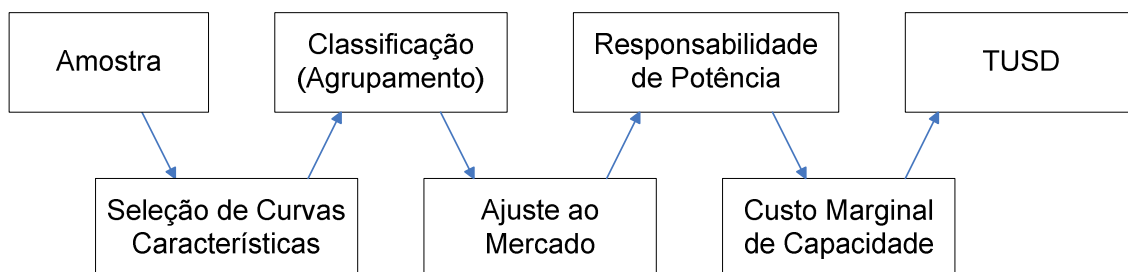 Amostra
Seleção de Curvas
Características
Classificação
(Agrupamento)
Ajuste ao
Mercado
Responsabilidade
de Potência
Custo Marginal
de Capacidade
TUSD